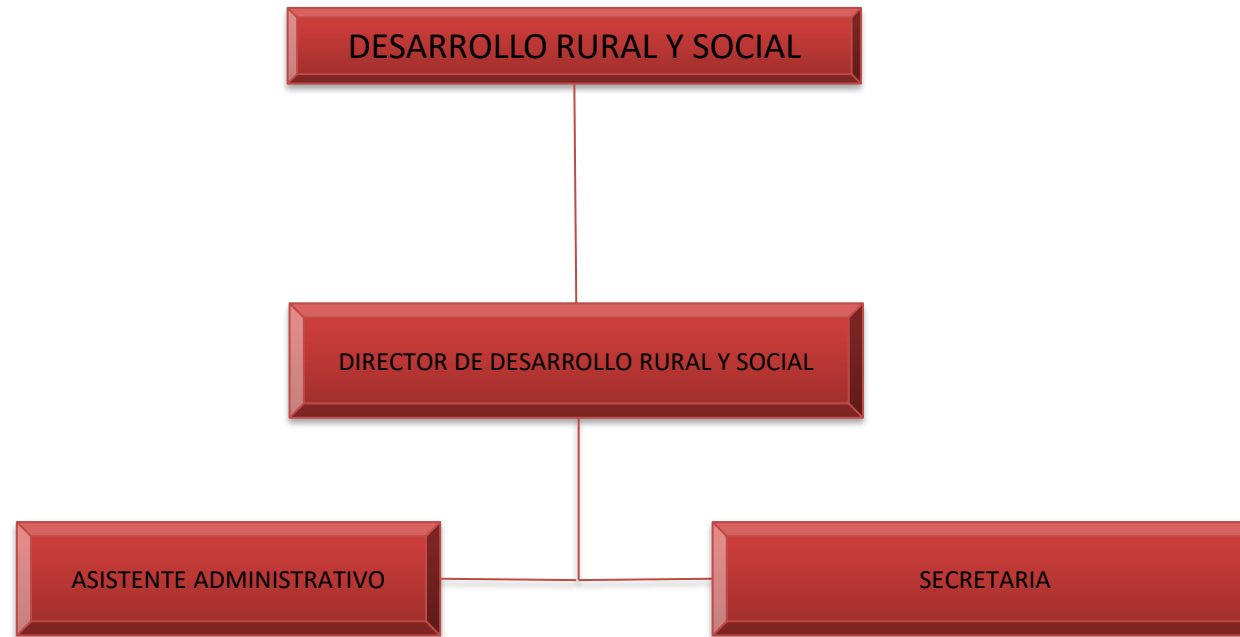 DESARROLLO RURAL Y SOCIAL
DIRECTOR DE DESARROLLO RURAL Y SOCIAL
ASISTENTE ADMINISTRATIVO
SECRETARIA